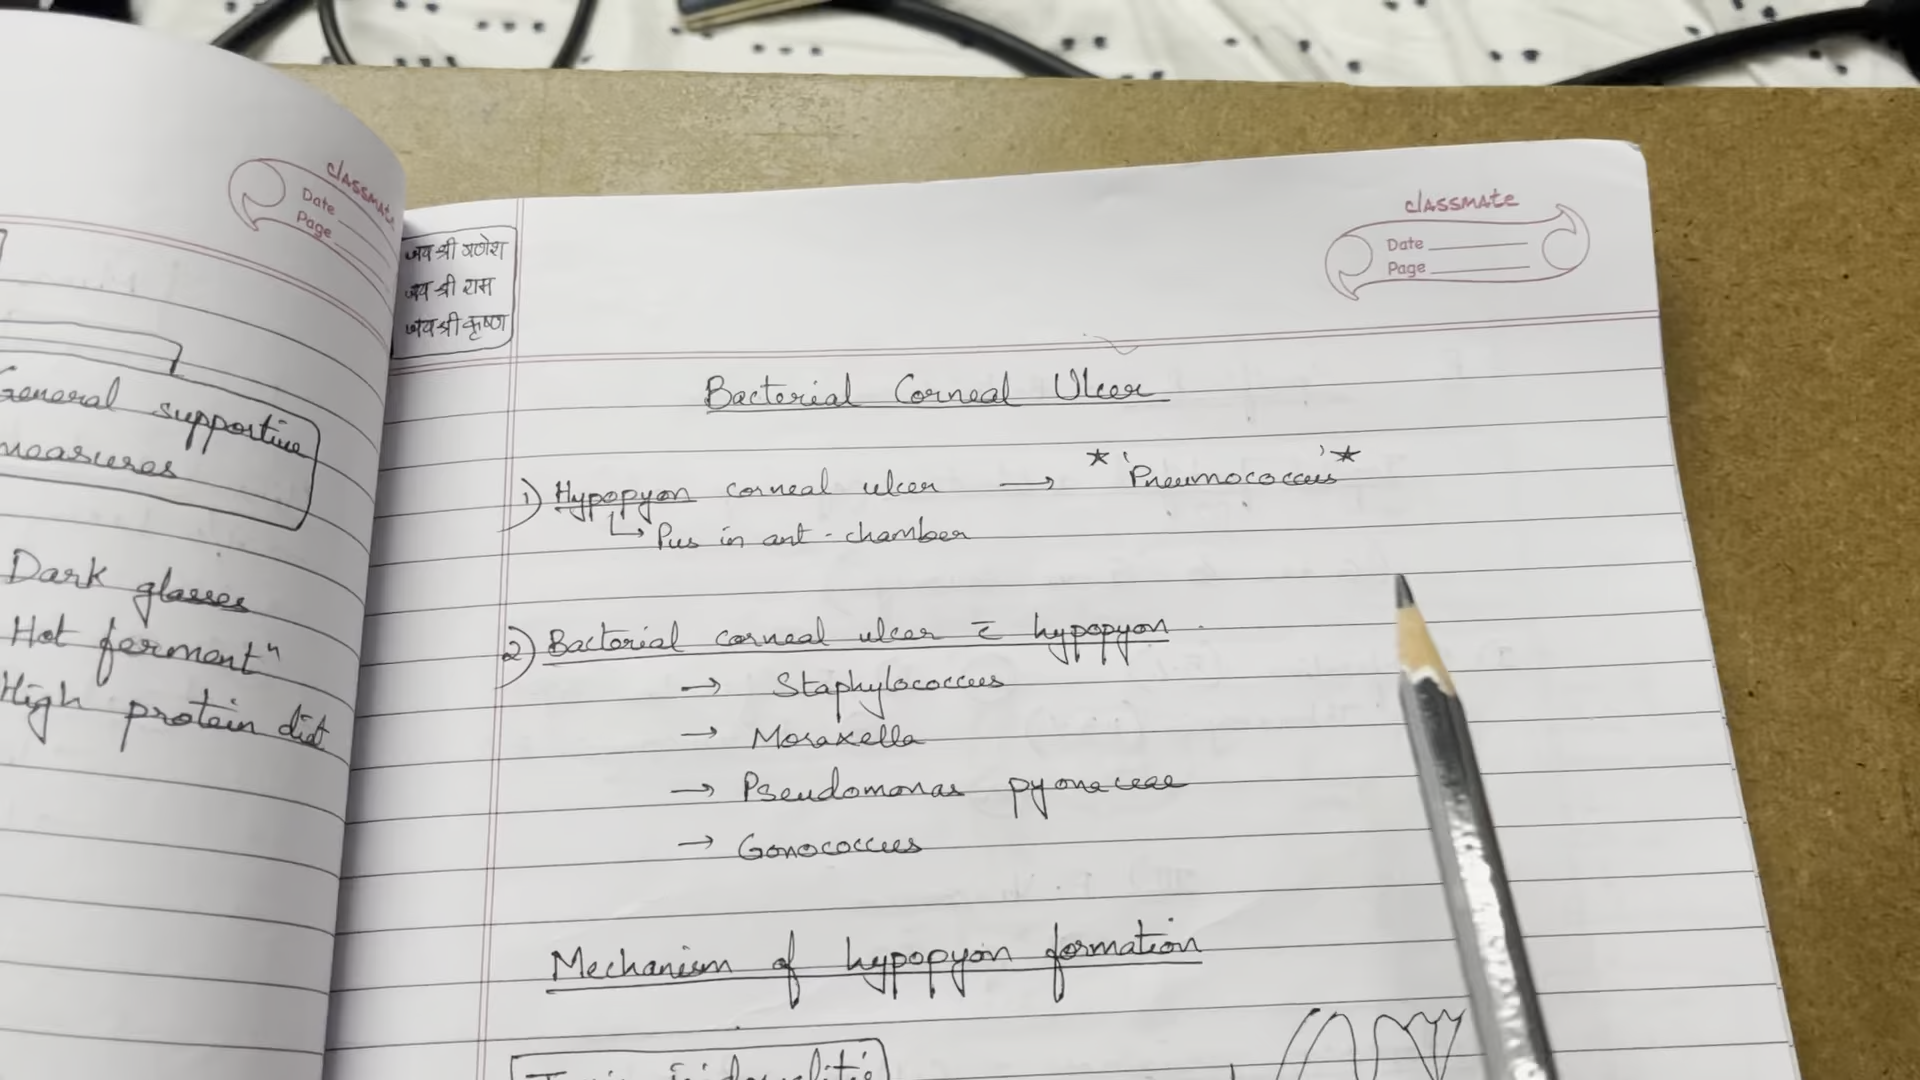 classmate
Date
Page
General supportive
measures
Dark glasses
Hot forment"
High protein diet
classmate
Date
Page
जय श्री गणेश
जय श्री राम
जय श्री कृष्ण
Bacterial Corneal Ulcer
1) Hypopyon corneal ulcer → * 'Pneumococcus' *
↳ Pus in ant. chamber
2) Bacterial corneal ulcer c̄ hypopyon
→ Staphylococcus
→ Moraxella
→ Pseudomonas pyonaceae
→ Gonococcus
Mechanism of hypopyon formation